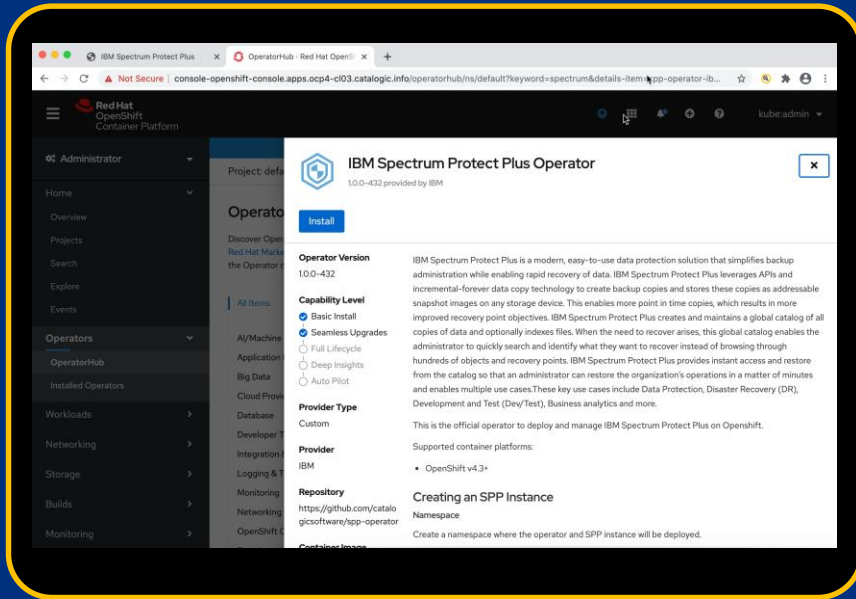 IBM Spectrum Protect Plus
OperatorHub · Red Hat OpenS
Not Secure
console-openshift-console.apps.ocp4-cl03.catalogic.info/operatorhub/ns/default?keyword=spectrum&details-item=spp-operator-ib...
Red Hat
OpenShift
Container Platform
kube:admin
Administrator
Home
Overview
Projects
Search
Explore
Events
Operators
OperatorHub
Installed Operators
Workloads
Networking
Storage
Builds
Monitoring
Project: defa
Operato
Discover Oper
Red Hat Marke
the Operator c
All Items
AI/Machine
Application
Big Data
Cloud Provi
Database
Developer T
Integration &
Logging & T
Monitoring
Networking
OpenShift O
IBM Spectrum Protect Plus Operator
1.0.0-432 provided by IBM
Install
Operator Version
1.0.0-432
Capability Level
Basic Install
Seamless Upgrades
Full Lifecycle
Deep Insights
Auto Pilot
Provider Type
Custom
Provider
IBM
Repository
https://github.com/catalo
gicsoftware/spp-operator
Container Image
IBM Spectrum Protect Plus is a modern, easy-to-use data protection solution that simplifies backup
administration while enabling rapid recovery of data. IBM Spectrum Protect Plus leverages APIs and
incremental-forever data copy technology to create backup copies and stores these copies as addressable
snapshot images on any storage device. This enables more point in time copies, which results in more
improved recovery point objectives. IBM Spectrum Protect Plus creates and maintains a global catalog of all
copies of data and optionally indexes files. When the need to recover arises, this global catalog enables the
administrator to quickly search and identify what they want to recover instead of browsing through
hundreds of objects and recovery points. IBM Spectrum Protect Plus provides instant access and restore
from the catalog so that an administrator can restore the organization's operations in a matter of minutes
and enables multiple use cases.These key use cases include Data Protection, Disaster Recovery (DR),
Development and Test (Dev/Test), Business analytics and more.
This is the official operator to deploy and manage IBM Spectrum Protect Plus on Openshift.
Supported container platforms:
• OpenShift v4.3+
Creating an SPP Instance
Namespace
Create a namespace where the operator and SPP instance will be deployed.